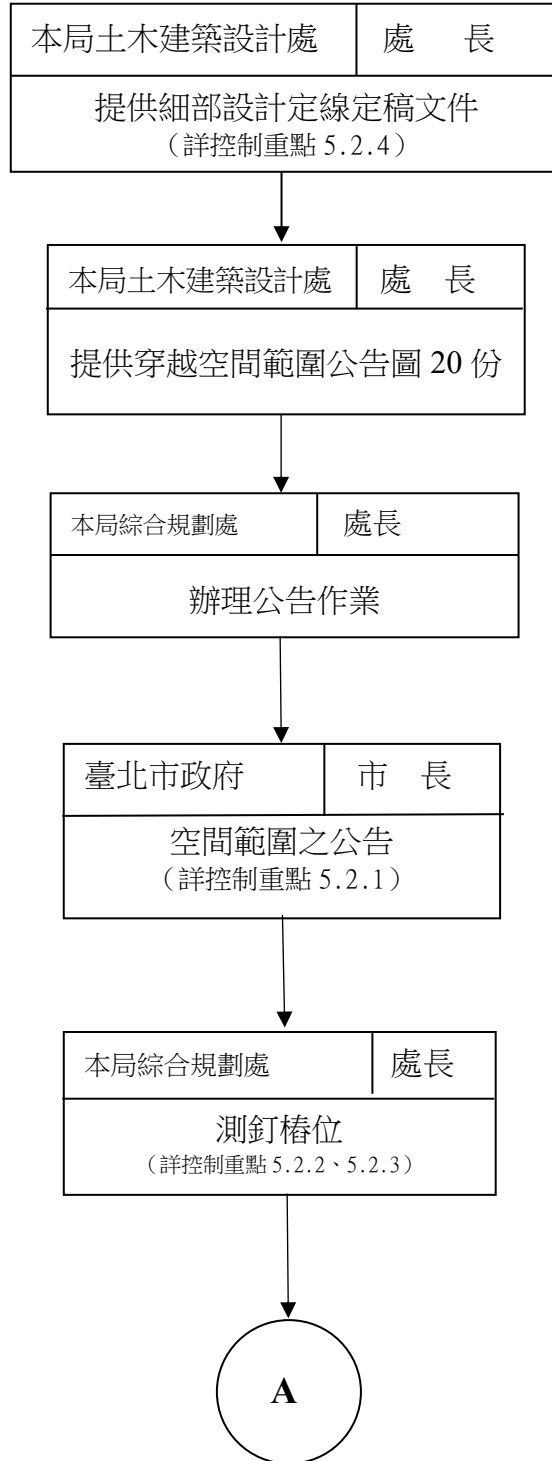 本局土木建築設計處 處 長
提供細部設計定線定稿文件
（詳控制重點 5.2.4）
本局土木建築設計處 處 長
提供穿越空間範圍公告圖 20 份
本局綜合規劃處 處長
辦理公告作業
臺北市政府 市 長
空間範圍之公告
（詳控制重點 5.2.1）
本局綜合規劃處 處長
測釘樁位
（詳控制重點 5.2.2、5.2.3）
A